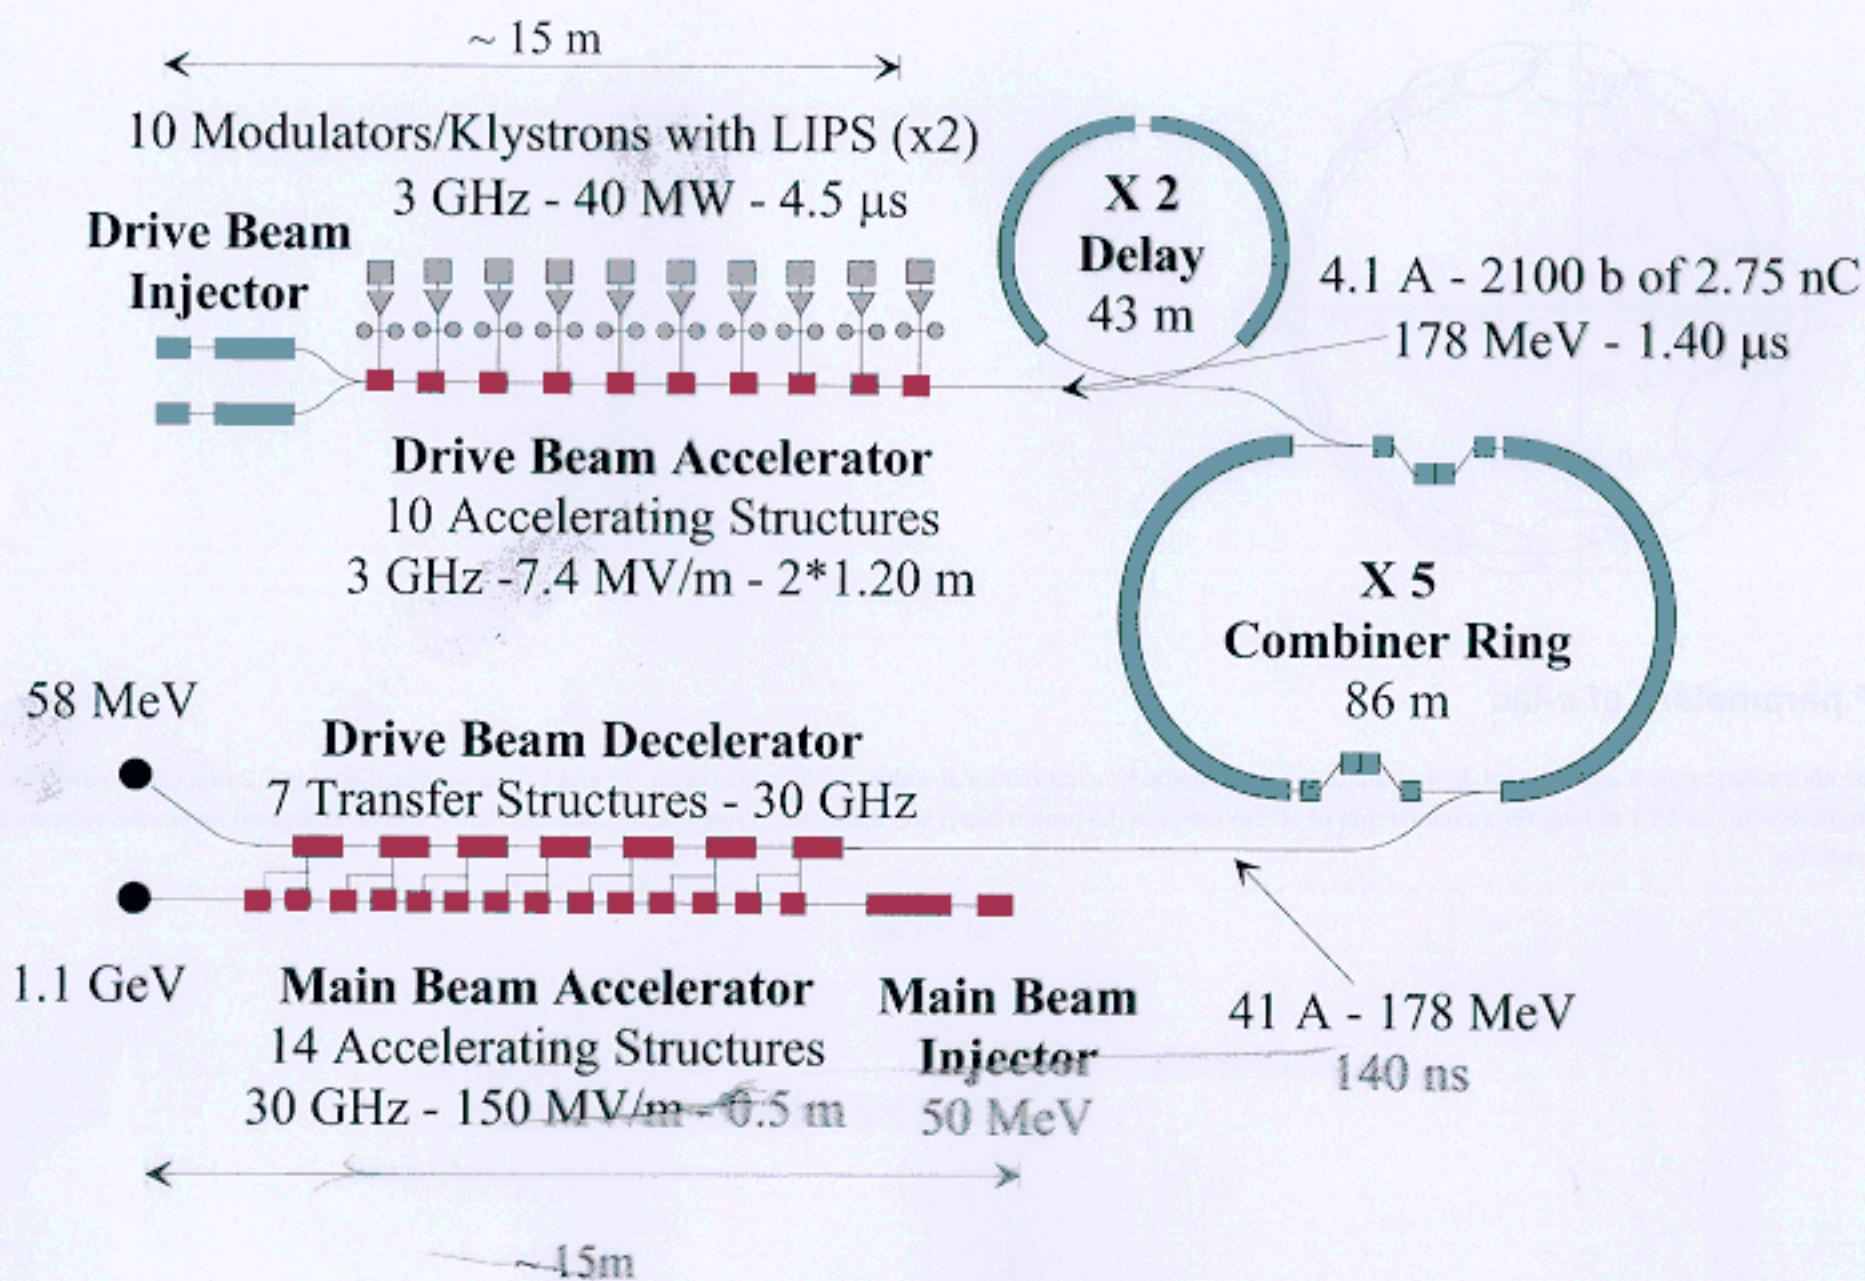 ~ 15 m
10 Modulators/Klystrons with LIPS (x2)
3 GHz - 40 MW - 4.5 µs
Drive Beam
Injector
X 2
Delay
43 m
4.1 A - 2100 b of 2.75 nC
178 MeV - 1.40 µs
Drive Beam Accelerator
10 Accelerating Structures
3 GHz -7.4 MV/m - 2*1.20 m
X 5
Combiner Ring
86 m
58 MeV
Drive Beam Decelerator
7 Transfer Structures - 30 GHz
1.1 GeV
Main Beam Accelerator
14 Accelerating Structures
30 GHz - 150 MV/m - 0.5 m
Main Beam
Injector
50 MeV
41 A - 178 MeV
140 ns
~ 15m